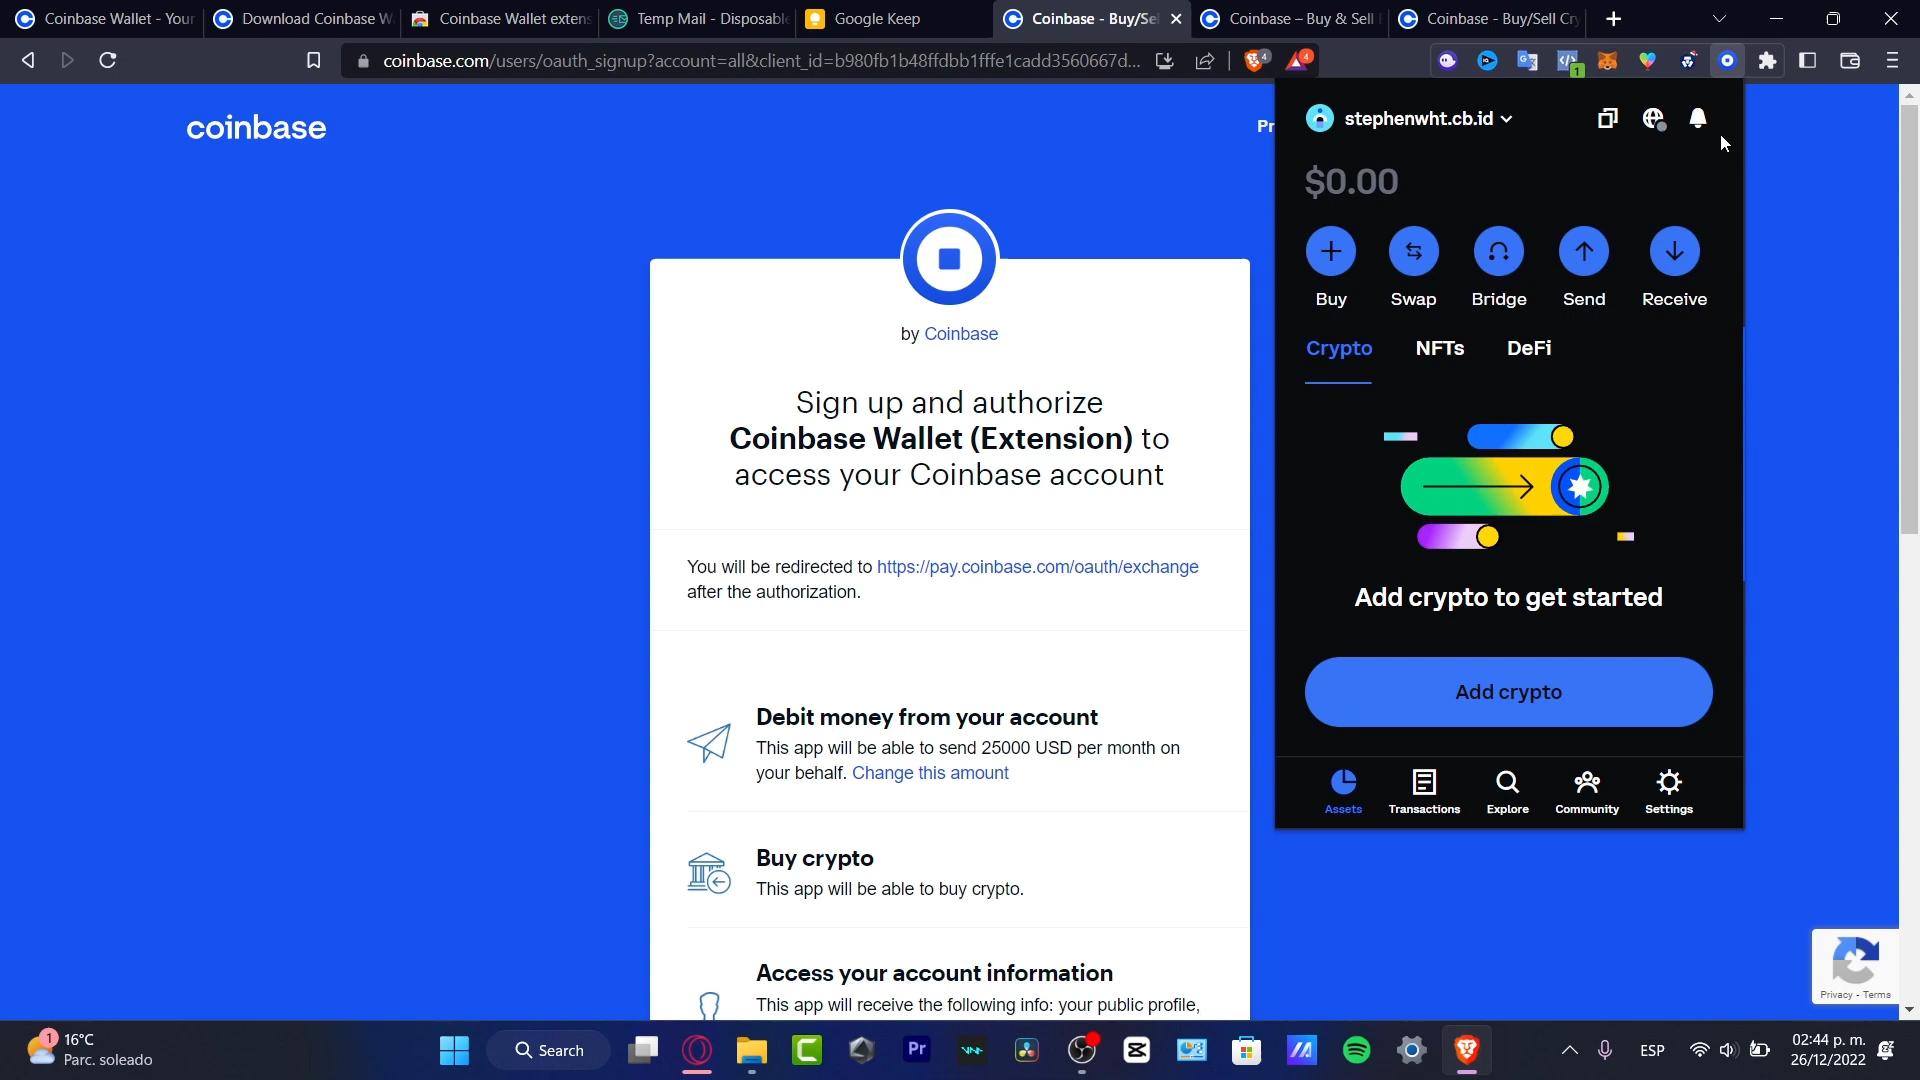 Coinbase Wallet - Your
Download Coinbase W
Coinbase Wallet extens
Temp Mail - Disposable
Google Keep
Coinbase - Buy/Se
Coinbase – Buy & Sell
Coinbase - Buy/Sell Cry
coinbase.com/users/oauth_signup?account=all&client_id=b980fb1b48ffdbb1fffe1cadd3560667d...
4
4
1
coinbase
Pr
by Coinbase
Sign up and authorize
Coinbase Wallet (Extension) to
access your Coinbase account
You will be redirected to https://pay.coinbase.com/oauth/exchange
after the authorization.
Debit money from your account
This app will be able to send 25000 USD per month on
your behalf. Change this amount
Buy crypto
This app will be able to buy crypto.
Access your account information
This app will receive the following info: your public profile,
stephenwht.cb.id
$0.00
Buy
Swap
Bridge
Send
Receive
Crypto
NFTs
DeFi
Add crypto to get started
Add crypto
Assets
Transactions
Explore
Community
Settings
Privacy - Terms
1
16°C
Parc. soleado
Search
Pr
ESP
02:44 p. m.
26/12/2022